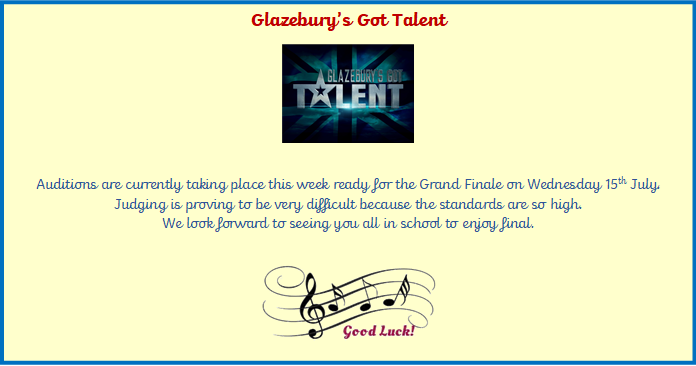 Glazebury's Got Talent
GLAZEBURY'S GOT
TALENT
Auditions are currently taking place this week ready for the Grand Finale on Wednesday 15th July.
Judging is proving to be very difficult because the standards are so high.
We look forward to seeing you all in school to enjoy final.
Good Luck!